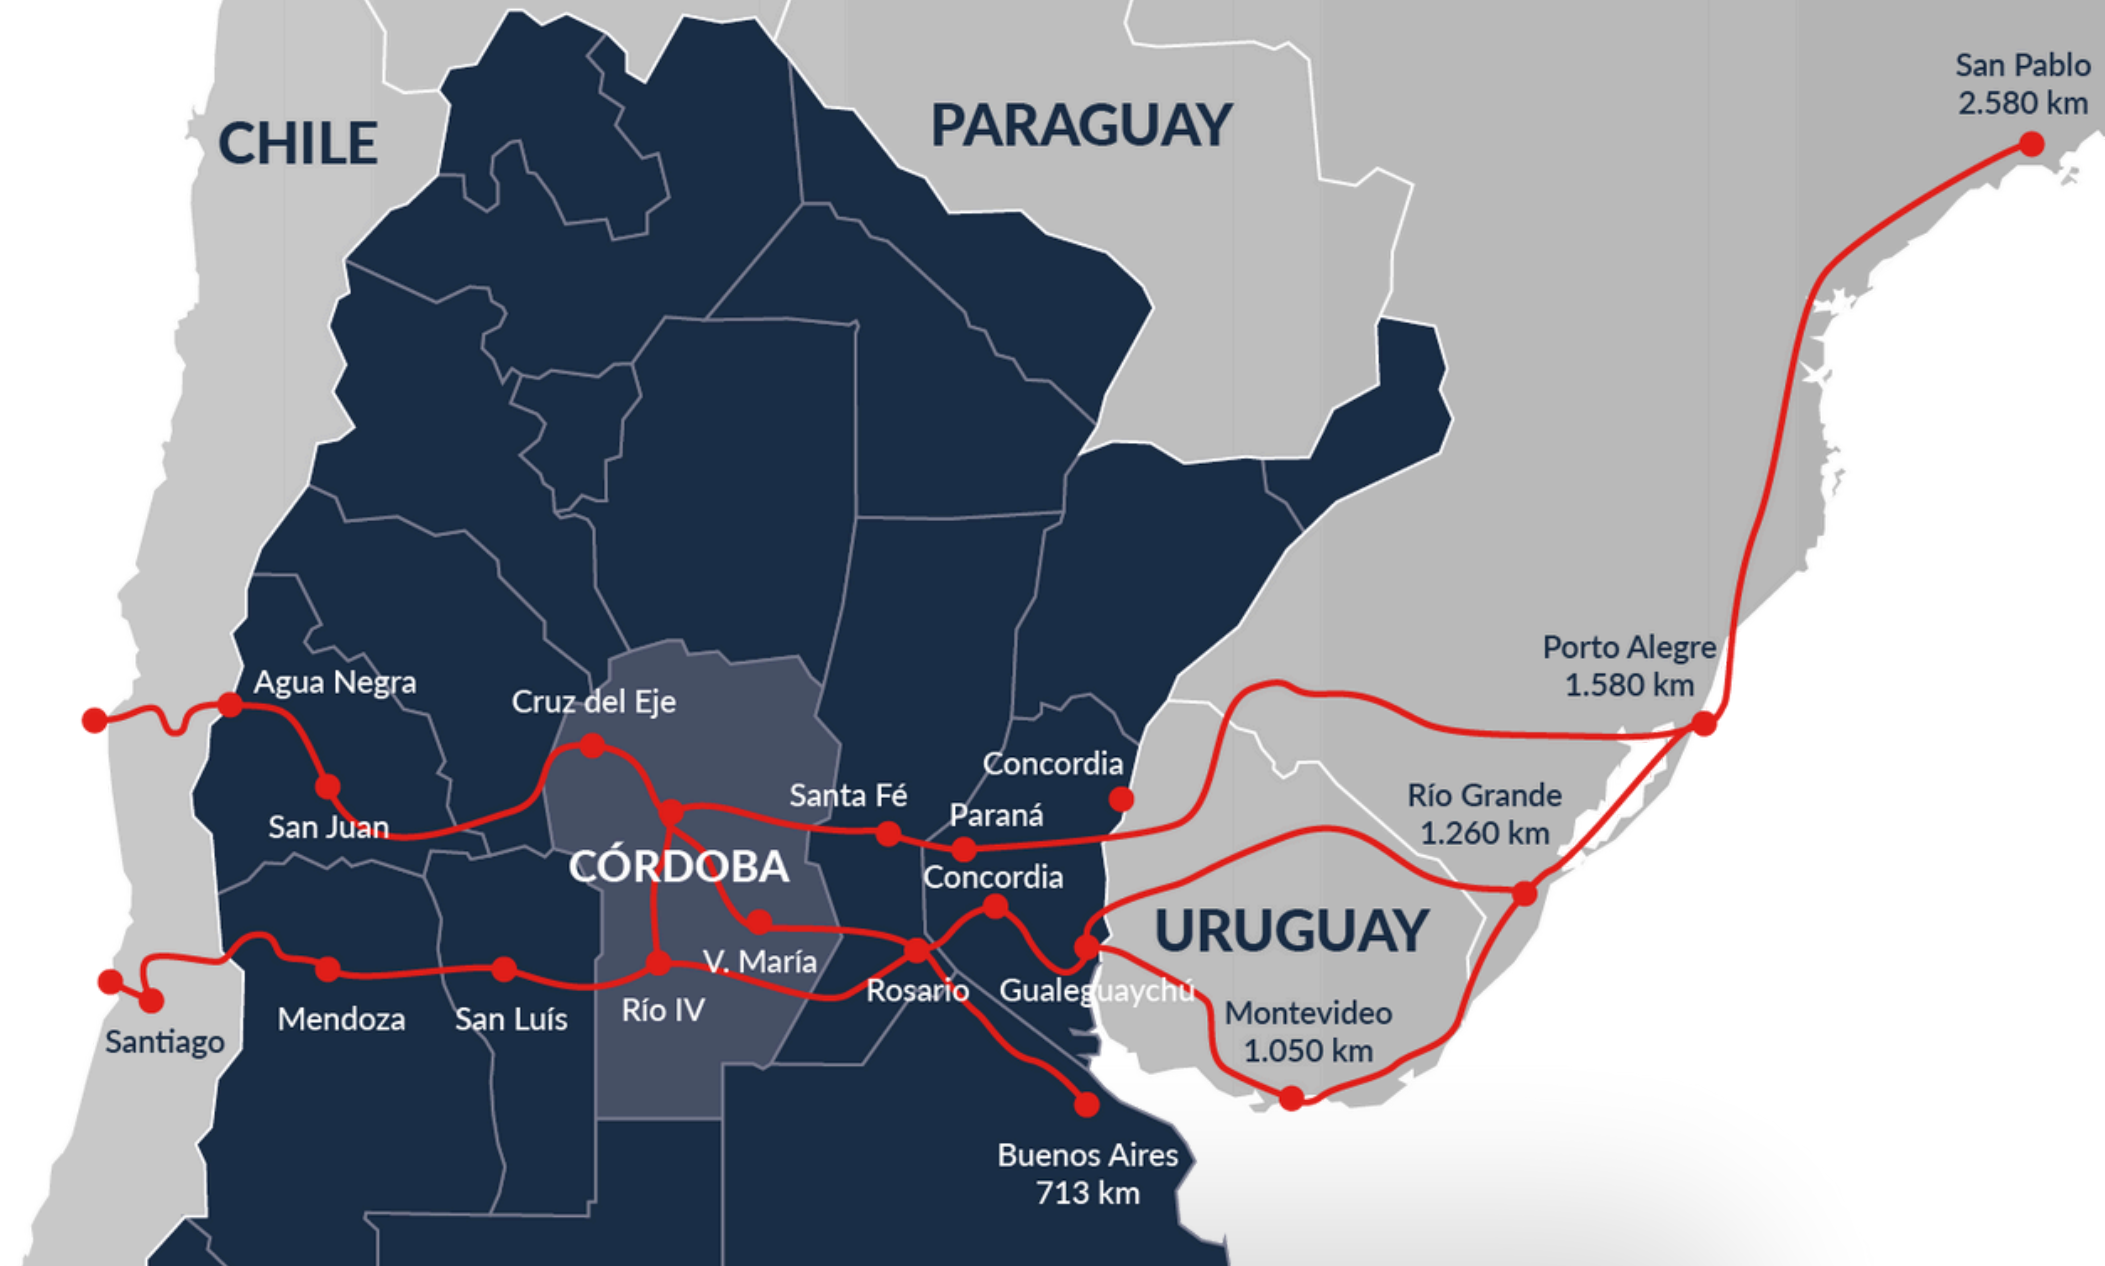 San Pablo
2.580 km
PARAGUAY
CHILE
Porto Alegre
1.580 km
Agua Negra
Cruz del Eje
Concordia
Santa Fé
Río Grande
1.260 km
Paraná
San Juan
CÓRDOBA
Concordia
URUGUAY
V. María
Rosario
Gualeguaychú
Río IV
Montevideo
1.050 km
Mendoza
San Luís
Santiago
Buenos Aires
713 km